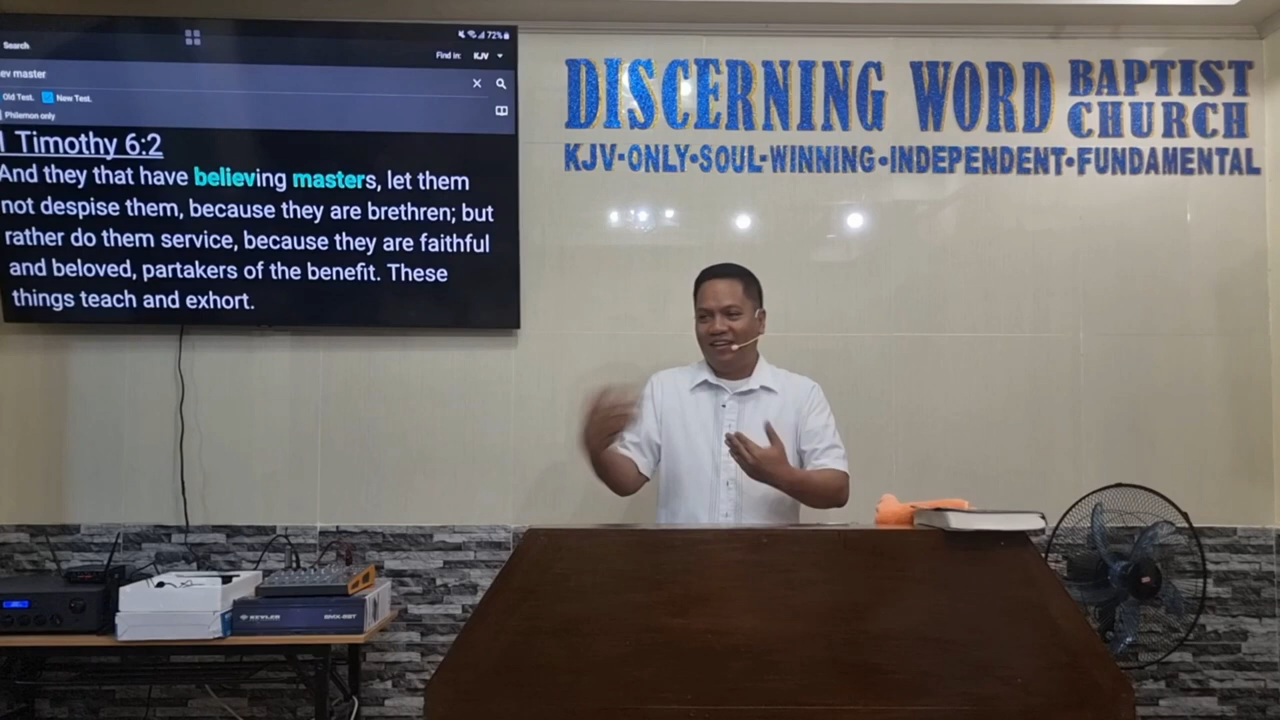 Search
72%
Find in: KJV
ev master
Old Test. New Test.
Philemon only
I Timothy 6:2
And they that have believing masters, let them
not despise them, because they are brethren; but
rather do them service, because they are faithful
and beloved, partakers of the benefit. These
things teach and exhort.
DISCERNING WORD BAPTIST
CHURCH
KJV-ONLY•SOUL-WINNING•INDEPENDENT•FUNDAMENTAL
KEVLER